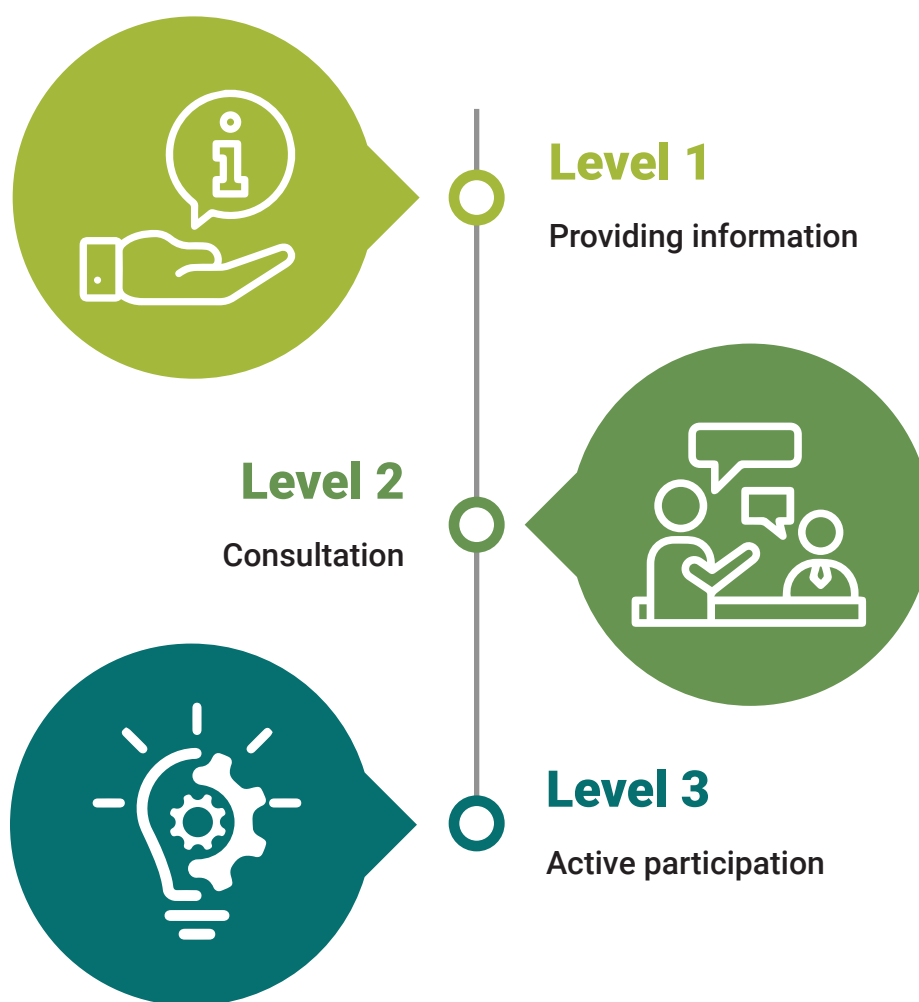 Level 1
Providing information
Level 2
Consultation
Level 3
Active participation